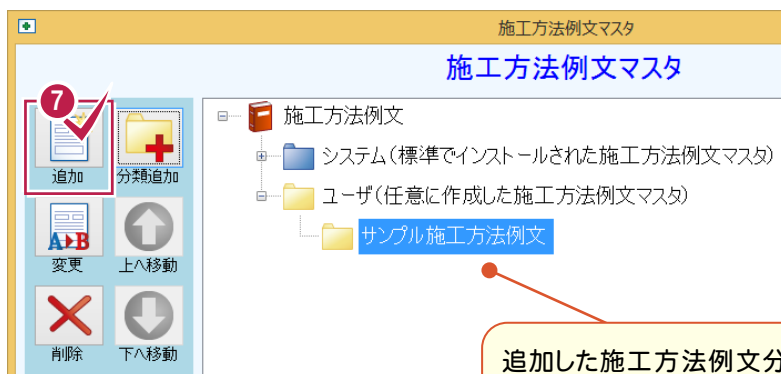 施工方法例文マスタ
施工方法例文マスタ
7
追加
分類追加
変更
上へ移動
削除
下へ移動
施工方法例文
システム(標準でインストールされた施工方法例文マスタ)
ユーザ(任意に作成した施工方法例文マスタ)
サンプル施工方法例文
A▶B
追加した施工方法例文分